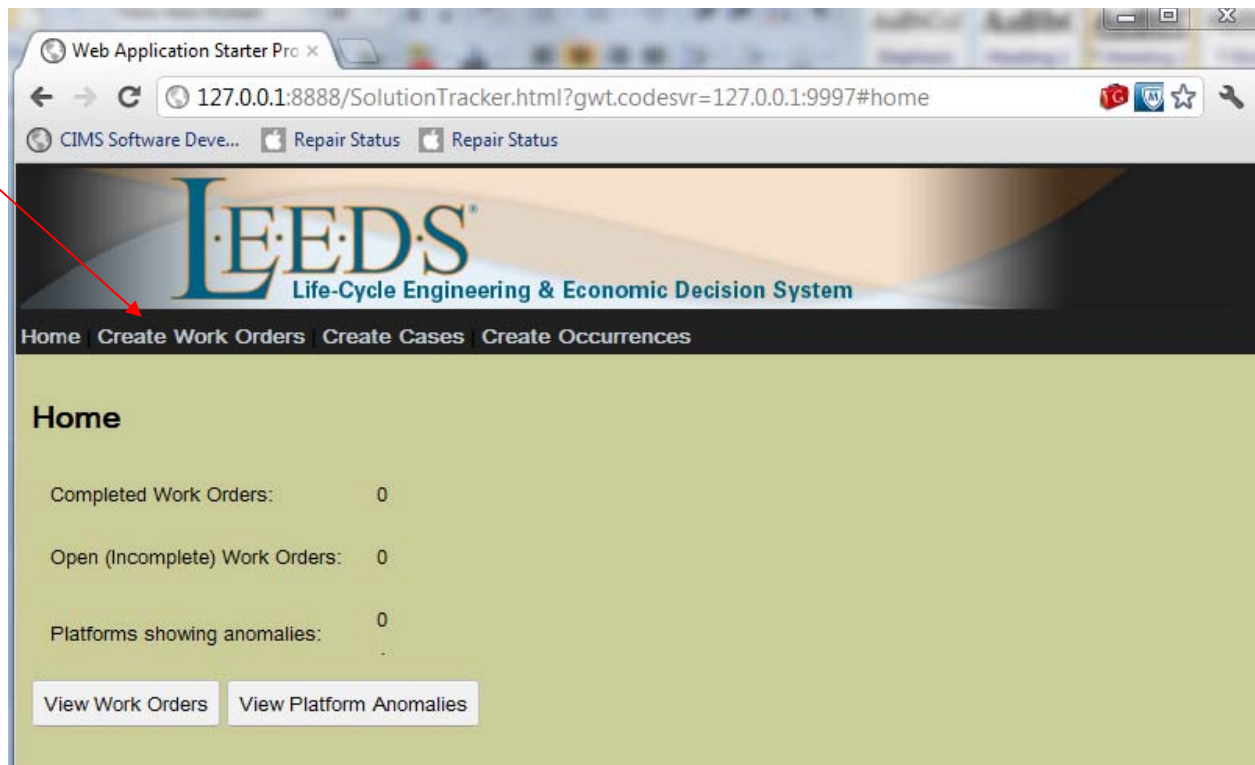 Web Application Starter Pro
127.0.0.1:8888/SolutionTracker.html?gwt.codesvr=127.0.0.1:9997#home
CIMS Software Deve... Repair Status Repair Status
L·E·E·D·S®
Life-Cycle Engineering & Economic Decision System
Home | Create Work Orders | Create Cases | Create Occurrences
Home
Completed Work Orders: 0
Open (Incomplete) Work Orders: 0
Platforms showing anomalies: 0
View Work Orders View Platform Anomalies